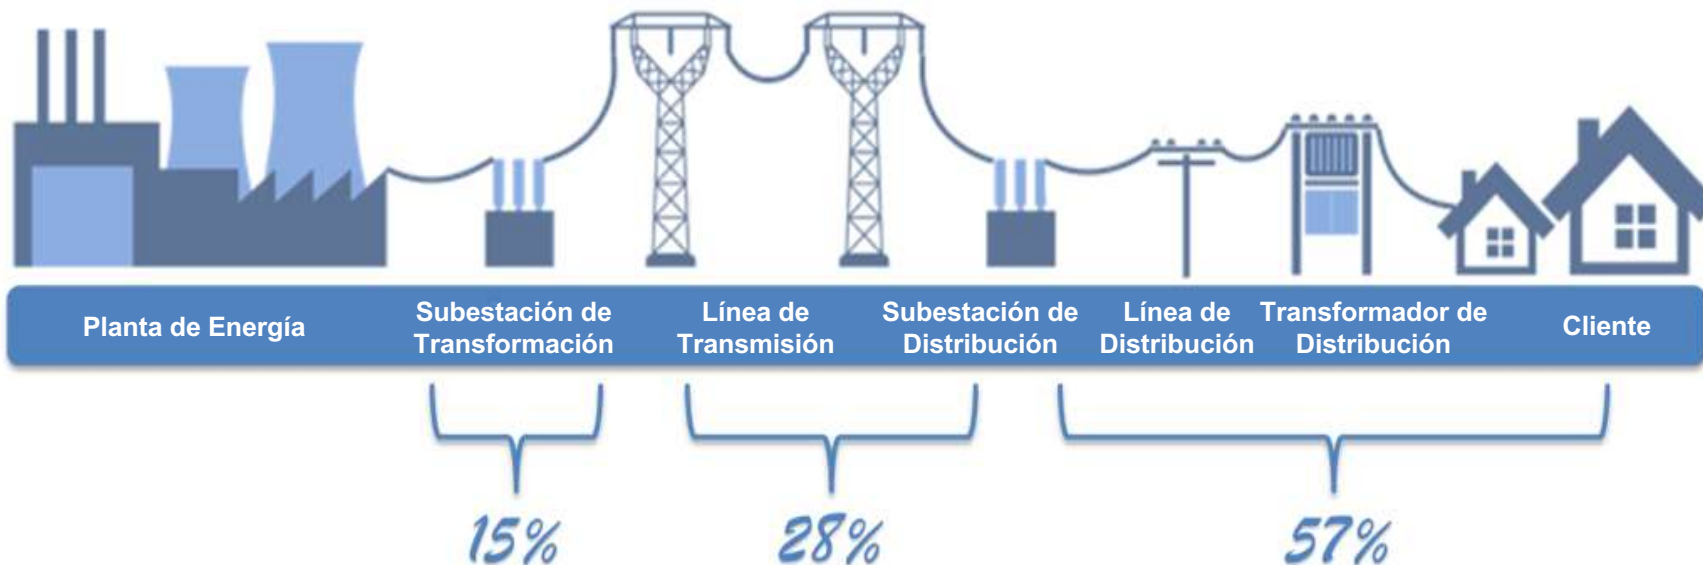 Planta de Energía
Subestación de
Transformación
Línea de
Transmisión
Subestación de
Distribución
Línea de
Distribución
Transformador de
Distribución
Cliente
15%
28%
57%